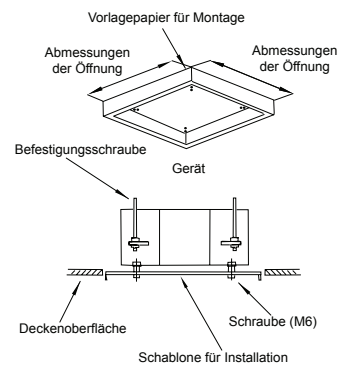 Vorlagepapier für Montage
Abmessungen
der Öffnung
Abmessungen
der Öffnung
Befestigungsschraube
Gerät
Deckenoberfläche
Schraube (M6)
Schablone für Installation